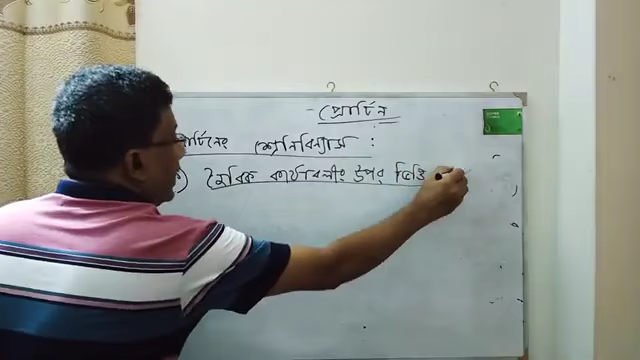 - প্রোটিন
প্রোটিনের শ্রেনিবিন্যাস :
ক) জৈবিক কার্যাবলীর উপর ভিত্তি